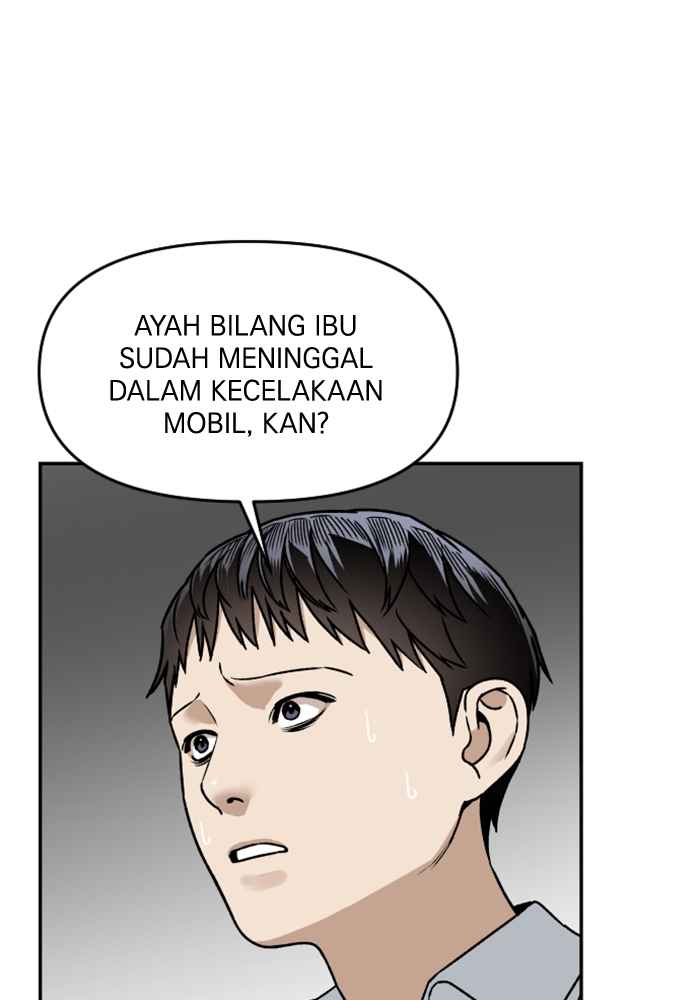 AYAH BILANG IBU
SUDAH MENINGGAL
DALAM KECELAKAAN
MOBIL, KAN?